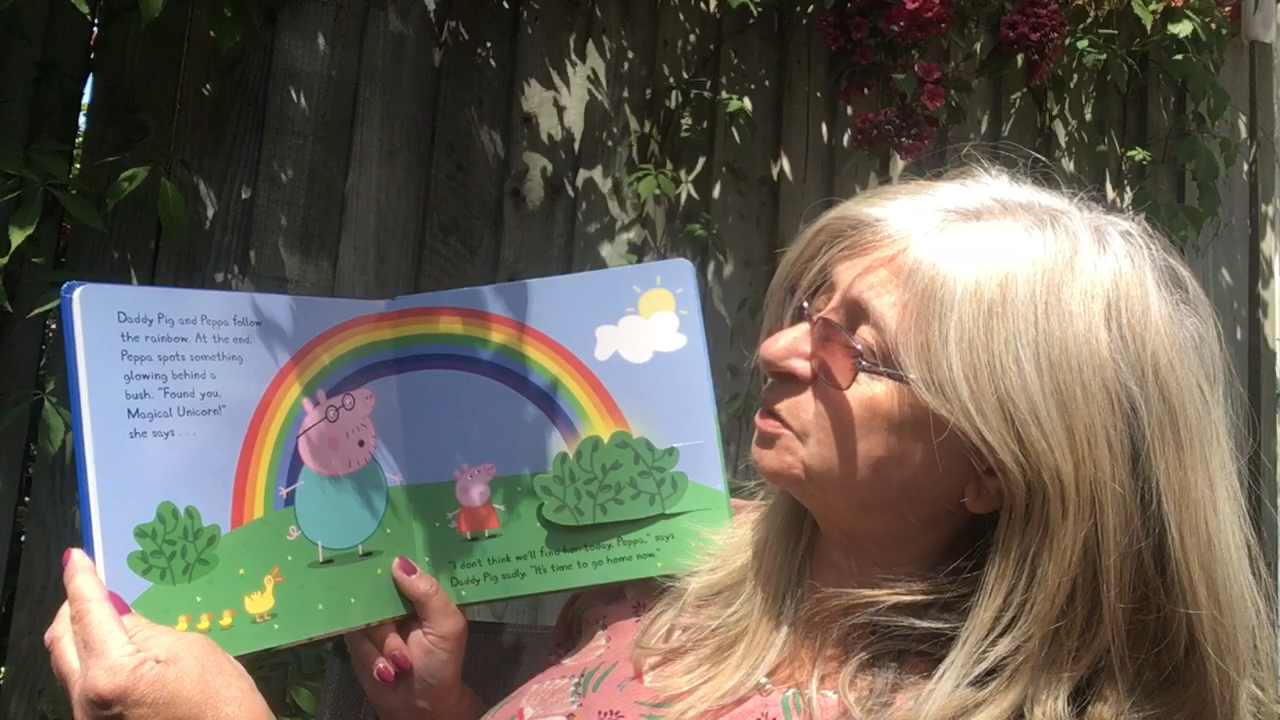 Daddy Pig and Peppa follow
the rainbow. At the end,
Peppa spots something
glowing behind a
bush. "Found you,
Magical Unicorn!"
she says . . .
"I don't think we'll find her today, Peppa," says
Daddy Pig sadly. "It's time to go home now."